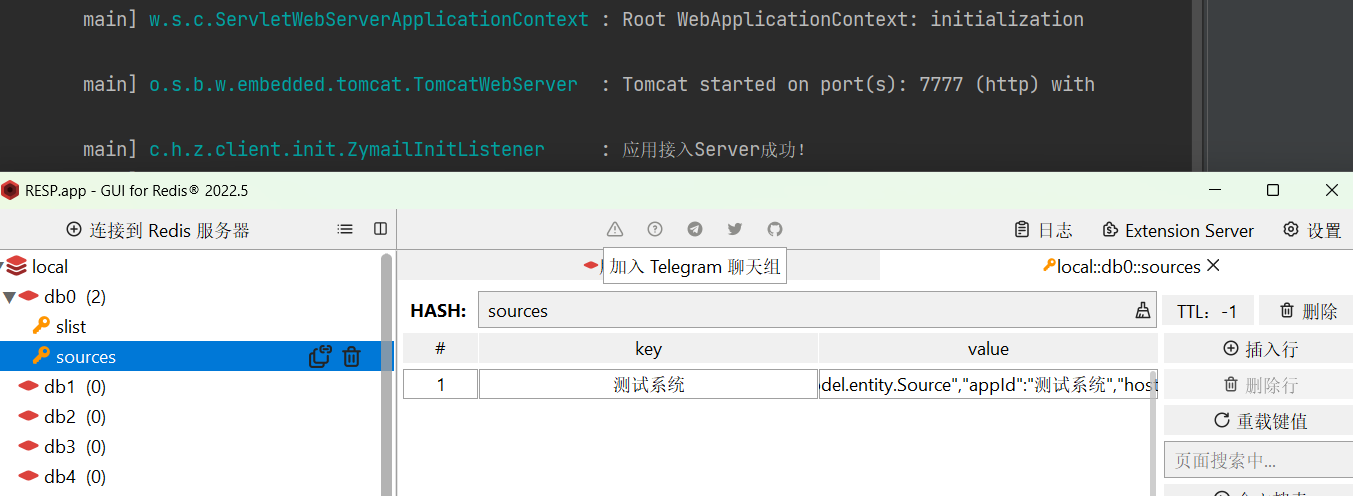 main] w.s.c.ServletWebServerApplicationContext : Root WebApplicationContext: initialization
main] o.s.b.w.embedded.tomcat.TomcatWebServer : Tomcat started on port(s): 7777 (http) with
main] c.h.z.client.init.ZymailInitListener : 应用接入Server成功!
RESP.app - GUI for Redis® 2022.5
连接到 Redis 服务器
日志 Extension Server 设置
local
db0 (2)
slist
sources
db1 (0)
db2 (0)
db3 (0)
db4 (0)
加入 Telegram 聊天组
local::db0::sources
HASH: sources TTL: -1 删除
# key value
1 测试系统 del.entity.Source","appId":"测试系统","host
插入行
删除行
重载键值
页面搜索中...